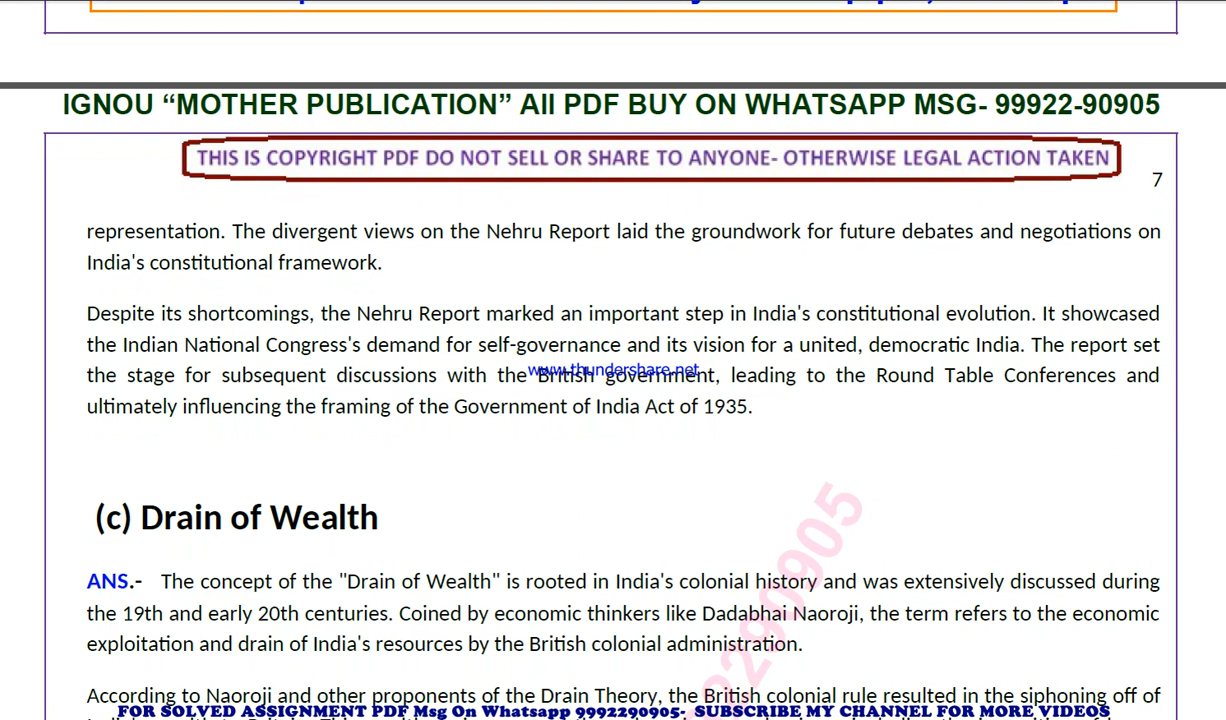 IGNOU “MOTHER PUBLICATION” All PDF BUY ON WHATSAPP MSG- 99922-90905
THIS IS COPYRIGHT PDF DO NOT SELL OR SHARE TO ANYONE- OTHERWISE LEGAL ACTION TAKEN
7
representation. The divergent views on the Nehru Report laid the groundwork for future debates and negotiations on
India's constitutional framework.
Despite its shortcomings, the Nehru Report marked an important step in India's constitutional evolution. It showcased
the Indian National Congress's demand for self-governance and its vision for a united, democratic India. The report set
www.thundershare.net
the stage for subsequent discussions with the British government, leading to the Round Table Conferences and
ultimately influencing the framing of the Government of India Act of 1935.
(c) Drain of Wealth
ANS.- The concept of the "Drain of Wealth" is rooted in India's colonial history and was extensively discussed during
the 19th and early 20th centuries. Coined by economic thinkers like Dadabhai Naoroji, the term refers to the economic
exploitation and drain of India's resources by the British colonial administration.
According to Naoroji and other proponents of the Drain Theory, the British colonial rule resulted in the siphoning off of
FOR SOLVED ASSIGNMENT PDF Msg On Whatsapp 9992290905- SUBSCRIBE MY CHANNEL FOR MORE VIDEOS